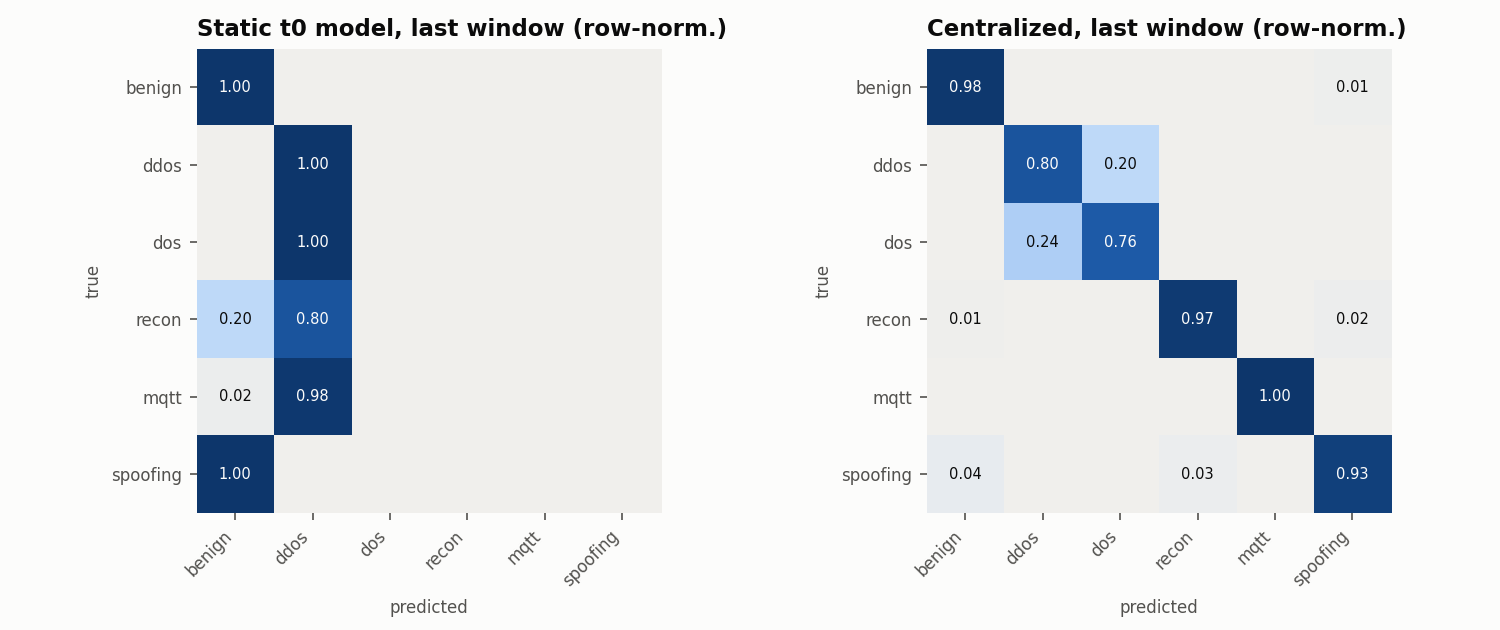 Static t0 model, last window (row-norm.)
true
benign 1.00
ddos 1.00
dos 1.00
recon 0.20 0.80
mqtt 0.02 0.98
spoofing 1.00
benign ddos dos recon mqtt spoofing
predicted
Centralized, last window (row-norm.)
true
benign 0.98 0.01
ddos 0.80 0.20
dos 0.24 0.76
recon 0.01 0.97 0.02
mqtt 1.00
spoofing 0.04 0.03 0.93
benign ddos dos recon mqtt spoofing
predicted